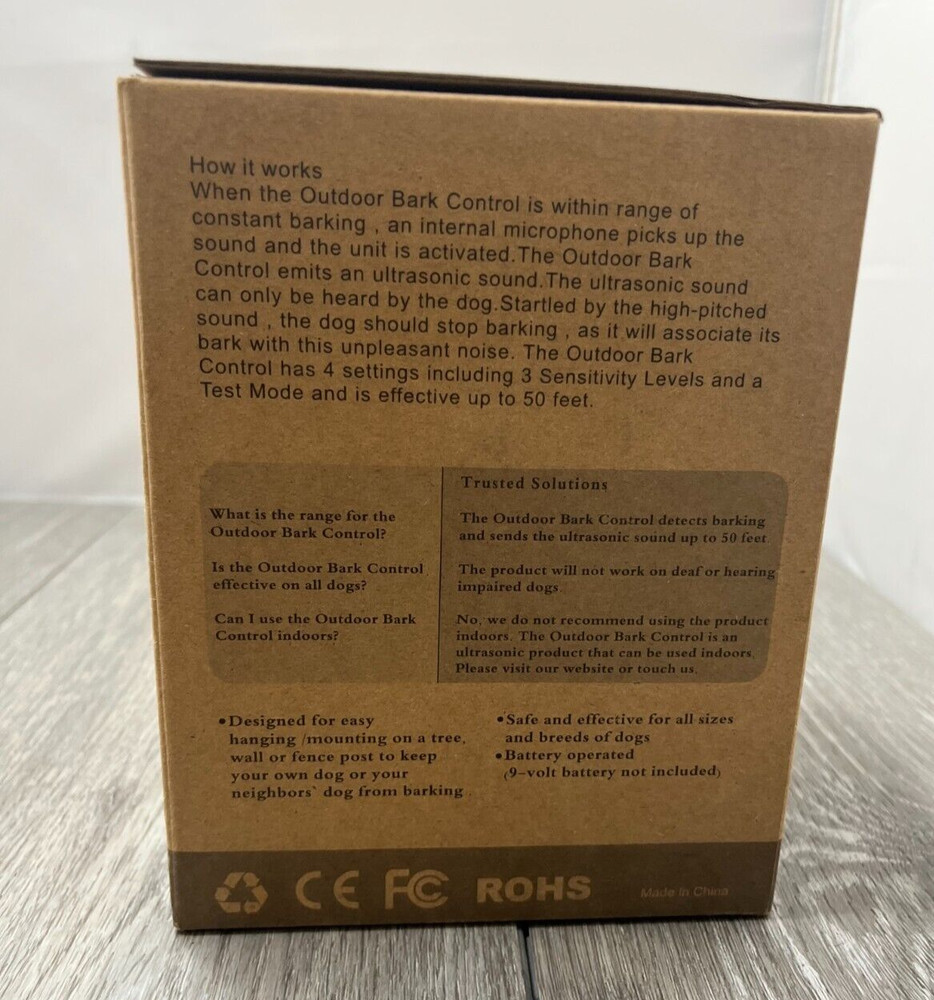 How it works
When the Outdoor Bark Control is within range of
constant barking , an internal microphone picks up the
sound and the unit is activated.The Outdoor Bark
Control emits an ultrasonic sound.The ultrasonic sound
can only be heard by the dog.Startled by the high-pitched
sound , the dog should stop barking , as it will associate its
bark with this unpleasant noise. The Outdoor Bark
Control has 4 settings including 3 Sensitivity Levels and a
Test Mode and is effective up to 50 feet.
What is the range for the
Outdoor Bark Control?
Is the Outdoor Bark Control
effective on all dogs?
Can I use the Outdoor Bark
Control indoors?
Trusted Solutions
The Outdoor Bark Control detects barking
and sends the ultrasonic sound up to 50 feet.
The product will not work on deaf or hearing
impaired dogs.
No, we do not recommend using the product
indoors. The Outdoor Bark Control is an
ultrasonic product that can be used indoors.
Please visit our website or touch us.
•Designed for easy
hanging /mounting on a tree,
wall or fence post to keep
your own dog or your
neighbors` dog from barking.
•Safe and effective for all sizes
and breeds of dogs
•Battery operated
(9-volt battery not included)
CE FC ROHS Made In China